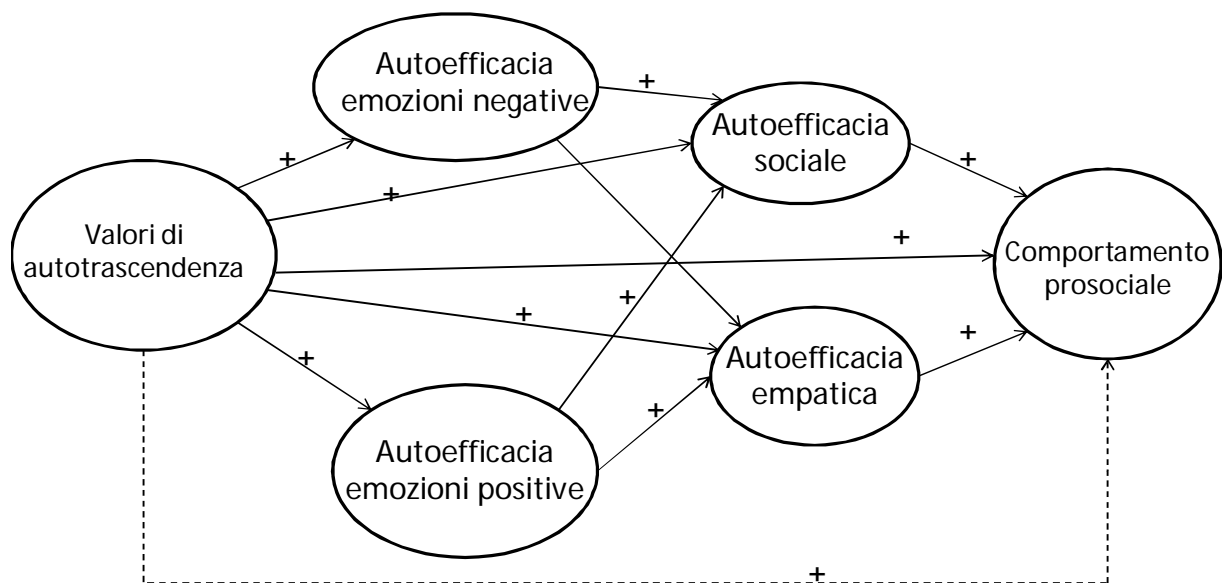 Autoefficacia
emozioni negative
+
Autoefficacia
sociale
+
+
+
Valori di
autotrascendenza
+
Comportamento
prosociale
+
+
+
Autoefficacia
empatica
+
+
Autoefficacia
emozioni positive
+